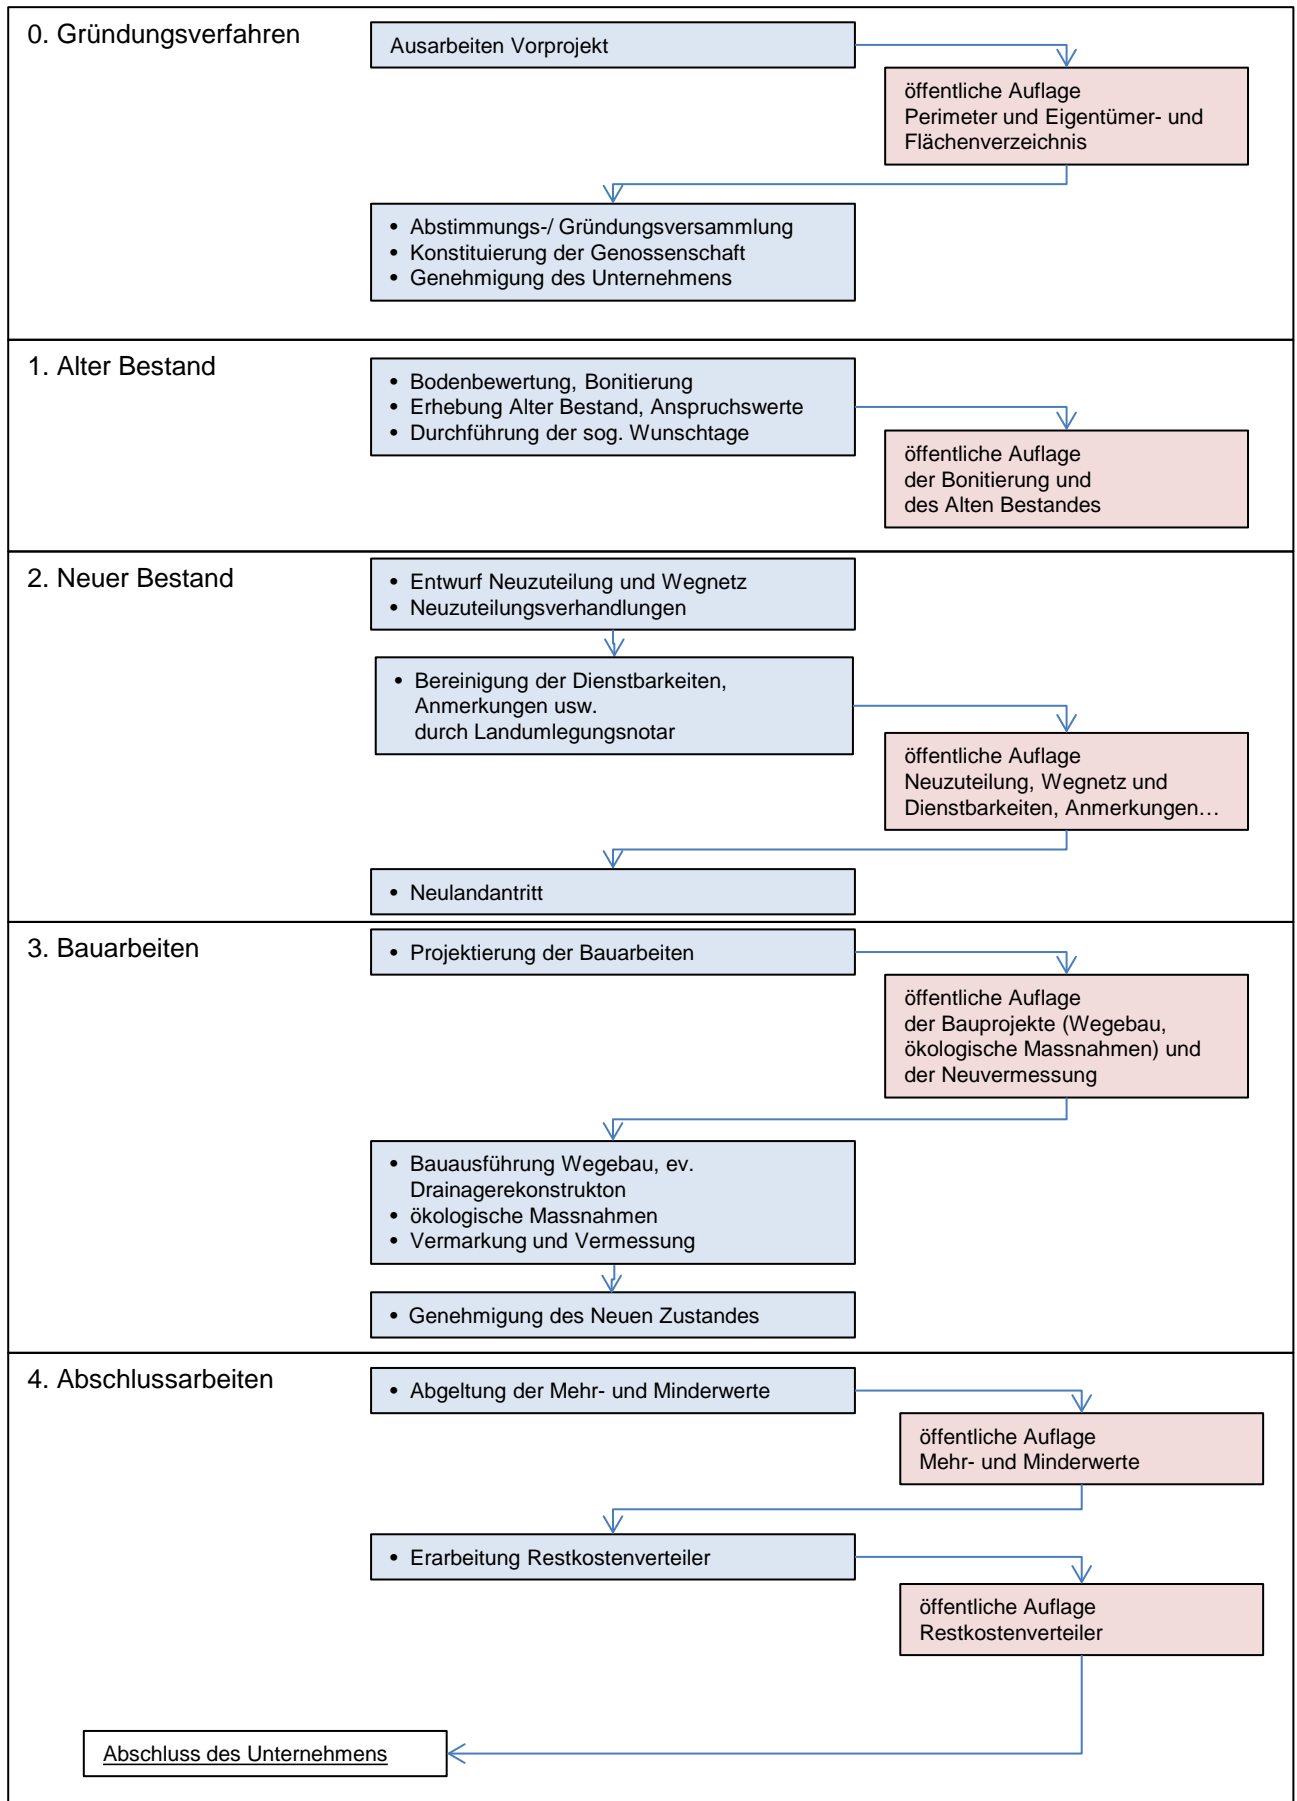 0. Gründungsverfahren
Ausarbeiten Vorprojekt
öffentliche Auflage
Perimeter und Eigentümer- und
Flächenverzeichnis
• Abstimmungs-/ Gründungsversammlung
• Konstituierung der Genossenschaft
• Genehmigung des Unternehmens
1. Alter Bestand
• Bodenbewertung, Bonitierung
• Erhebung Alter Bestand, Anspruchswerte
• Durchführung der sog. Wunschtage
öffentliche Auflage
der Bonitierung und
des Alten Bestandes
2. Neuer Bestand
• Entwurf Neuzuteilung und Wegnetz
• Neuzuteilungsverhandlungen
• Bereinigung der Dienstbarkeiten,
Anmerkungen usw.
durch Landumlegungsnotar
öffentliche Auflage
Neuzuteilung, Wegnetz und
Dienstbarkeiten, Anmerkungen…
• Neulandantritt
3. Bauarbeiten
• Projektierung der Bauarbeiten
öffentliche Auflage
der Bauprojekte (Wegebau,
ökologische Massnahmen) und
der Neuvermessung
• Bauausführung Wegebau, ev.
Drainagerekonstrukton
• ökologische Massnahmen
• Vermarkung und Vermessung
• Genehmigung des Neuen Zustandes
4. Abschlussarbeiten
• Abgeltung der Mehr- und Minderwerte
öffentliche Auflage
Mehr- und Minderwerte
• Erarbeitung Restkostenverteiler
öffentliche Auflage
Restkostenverteiler
Abschluss des Unternehmens